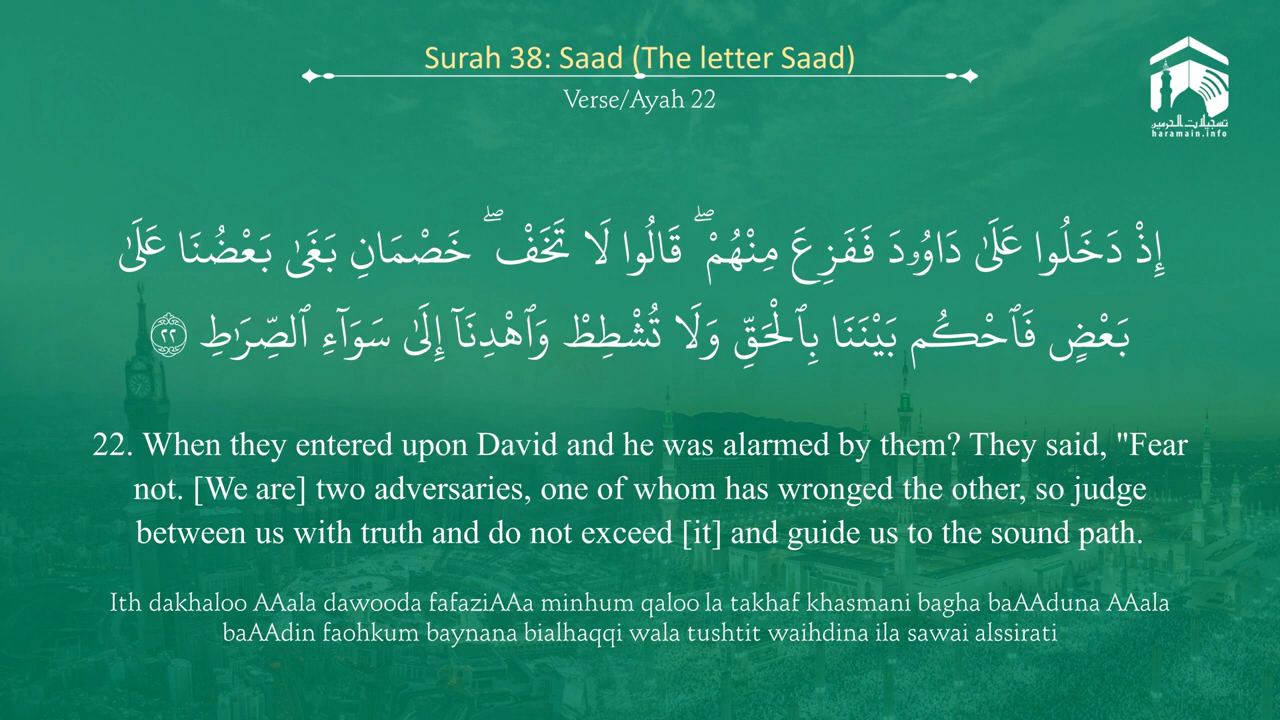 Surah 38: Saad (The letter Saad)
Verse/Ayah 22
تسجيلات الحرمين
haramain.info
إِذْ دَخَلُوا عَلَىٰ دَاوُۥدَ فَفَزِعَ مِنْهُمْ ۖ قَالُوا لَا تَخَفْ ۖ خَصْمَانِ بَغَىٰ بَعْضُنَا عَلَىٰ
بَعْضٍ فَٱحْكُم بَيْنَنَا بِٱلْحَقِّ وَلَا تُشْطِطْ وَٱهْدِنَآ إِلَىٰ سَوَآءِ ٱلصِّرَٰطِ ٢٢
22. When they entered upon David and he was alarmed by them? They said, "Fear
not. [We are] two adversaries, one of whom has wronged the other, so judge
between us with truth and do not exceed [it] and guide us to the sound path.
Ith dakhaloo AAala dawooda fafaziAAa minhum qaloo la takhaf khasmani bagha baAAduna AAala
baAAdin faohkum baynana bialhaqqi wala tushtit waihdina ila sawai alssirati